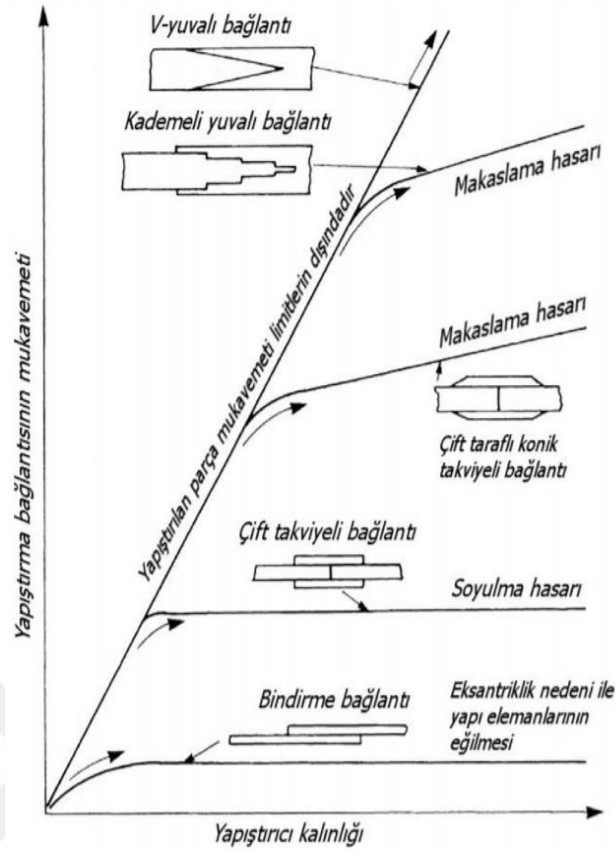 V-yuvalı bağlantı
Kademeli yuvalı bağlantı
Makaslama hasarı
Yapıştırılan parça mukavemeti limitlerin dışındadır
Makaslama hasarı
Çift taraflı konik
takviyeli bağlantı
Çift takviyeli bağlantı
Soyulma hasarı
Bindirme bağlantı
Eksantriklik nedeni ile
yapı elemanlarının
eğilmesi
Yapıştırma bağlantısının mukavemeti
Yapıştırıcı kalınlığı